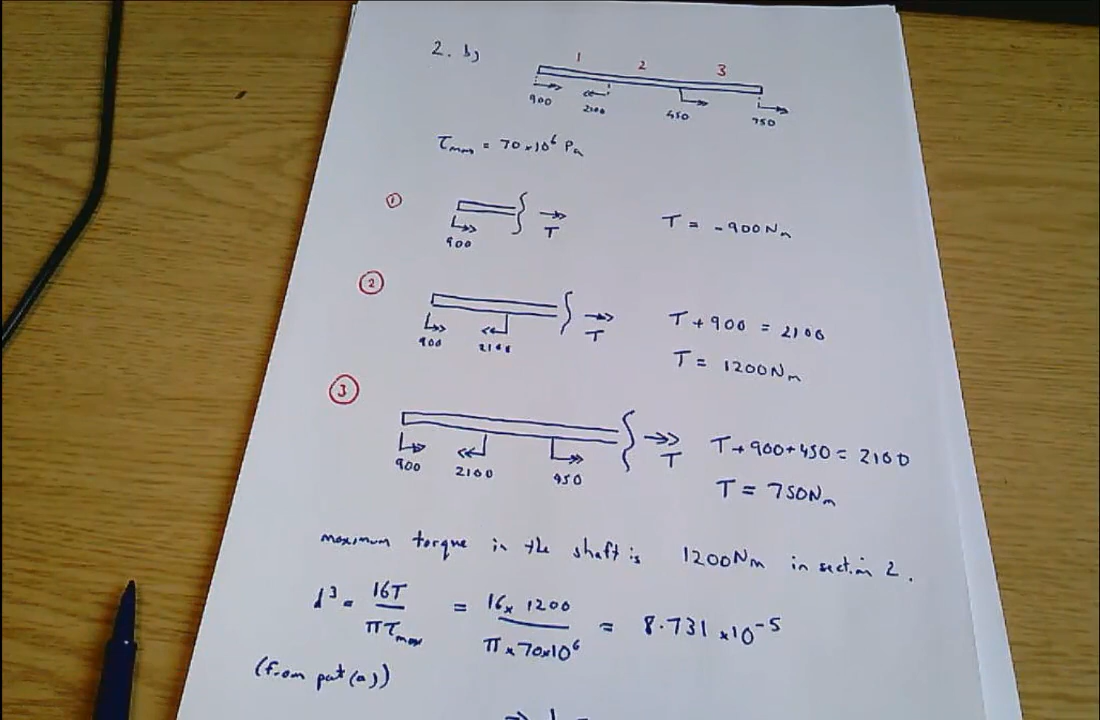 2. b)
1 2 3
900 2100 450 750
τmax = 70×10⁶ Pa
①
T
900
T = -900Nm
②
T
900 2100
T + 900 = 2100
T = 1200Nm
③
T
900 2100 450
T + 900 + 450 = 2100
T = 750Nm
maximum torque in the shaft is 1200Nm in section 2.
d³ = 16T / πτmax = 16 × 1200 / π × 70×10⁶ = 8.731 × 10⁻⁵
(from part (a))